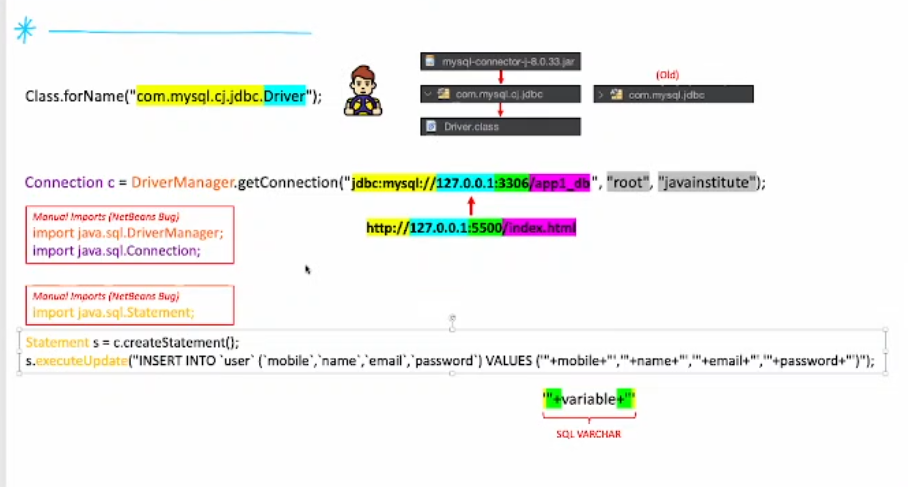 mysql-connector-j-8.0.33.jar
(Old)
Class.forName("com.mysql.cj.jdbc.Driver");
com.mysql.cj.jdbc
com.mysql.jdbc
Driver.class
Connection c = DriverManager.getConnection("jdbc:mysql://127.0.0.1:3306/app1_db", "root", "javainstitute");
Manual Imports (NetBeans Bug)
import java.sql.DriverManager;
import java.sql.Connection;
http://127.0.0.1:5500/index.html
Manual Imports (NetBeans Bug)
import java.sql.Statement;
Statement s = c.createStatement();
s.executeUpdate("INSERT INTO `user` (`mobile`,`name`,`email`,`password`) VALUES ('"+mobile+"','"+name+"','"+email+"','"+password+"')");
'"+variable+"'
SQL VARCHAR